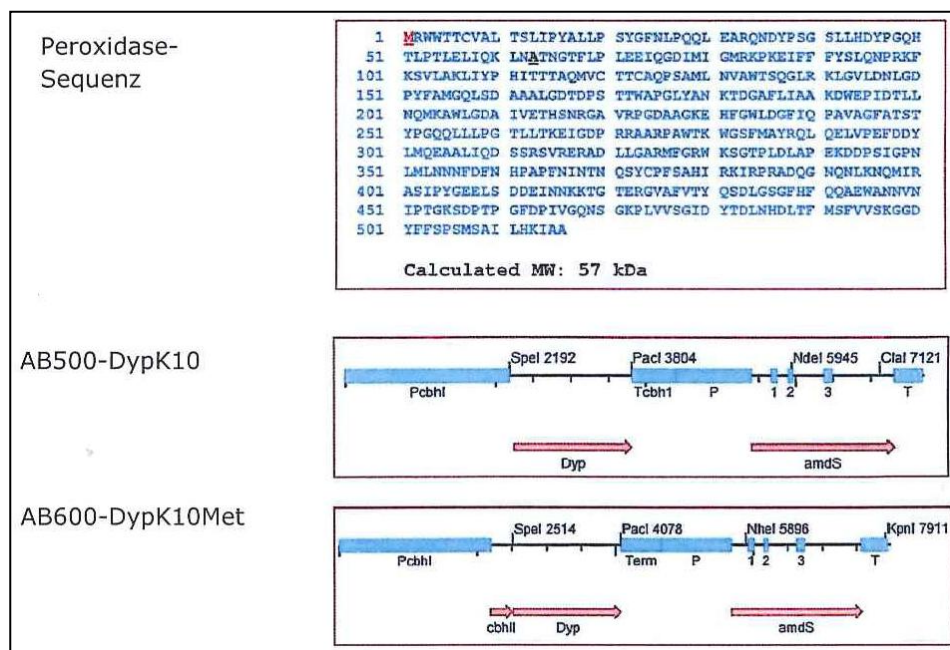 Peroxidase-
Sequenz
1 MRWWTTCVAL TSLIPYALLP SYGFNLPQQL EARQNDYPSG SLLHDYPGQH
51 TLPTLELIQK LNATNGTFLP LEEIQGDIMI GMRKPKEIFF FYSLQNPRKF
101 KSVLAKLIYP HITTTAQMVC TTCAQPSAML NVAWTSQGLR KLGVLDNLGD
151 PYFAMGQLSD AAALGDTDPS TTWAPGLYAN KTDGAFLIAA KDWEPIDTLL
201 NQMKAWLGDA IVETHSNRGA VRPGDAAGKE HFGWLDGFIQ PAVAGFATST
251 YPGQQLLLPG TLLTKEIGDP RRAARPAWTK WGSFMAYRQL QELVPEFDDY
301 LMQEAALIQD SSRSVRERAD LLGARMFGRW KSGTPLDLAP EKDDPSIGPN
351 LMLNNNFDFN HPAPFNINTN QSYCPFSAHI RKIRPRADQG NQNLKNQMIR
401 ASIPYGEELS DDEINNKKTG TERGVAFVTY QSDLGSGFHF QQAEWANNVN
451 IPTGKSDPTP GFDPIVGQNS GKPLVVSGID YTDLNHDLTF MSFVVSKGGD
501 YFFSPSMSAI LHKIAA
Calculated MW: 57 kDa
AB500-DypK10
SpeI 2192 PacI 3804 NdeI 5945 ClaI 7121
PcbhI Tcbh1 P 1 2 3 T
Dyp amdS
AB600-DypK10Met
SpeI 2514 PacI 4078 NheI 5896 KpnI 7911
PcbhI Term P 1 2 3 T
cbhII Dyp amdS